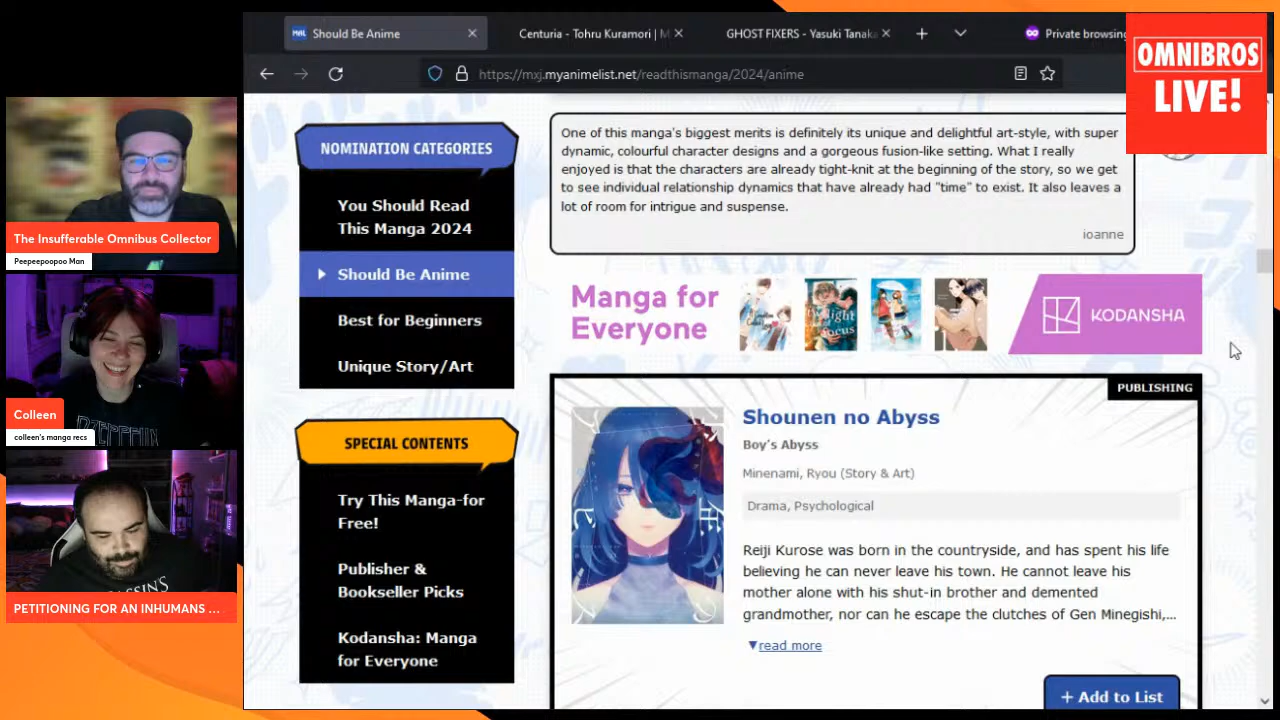 Should Be Anime
Centuria - Tohru Kuramori | M
GHOST FIXERS - Yasuki Tanaka
Private browsing
https://mxj.myanimelist.net/readthismanga/2024/anime
OMNIBROS
LIVE!
The Insufferable Omnibus Collector
Peepeepoopoo Man
Colleen
colleen's manga recs
PETITIONING FOR AN INHUMANS ...
NOMINATION CATEGORIES
You Should Read
This Manga 2024
Should Be Anime
Best for Beginners
Unique Story/Art
SPECIAL CONTENTS
Try This Manga-for
Free!
Publisher &
Bookseller Picks
Kodansha: Manga
for Everyone
One of this manga's biggest merits is definitely its unique and delightful art-style, with super
dynamic, colourful character designs and a gorgeous fusion-like setting. What I really
enjoyed is that the characters are already tight-knit at the beginning of the story, so we get
to see individual relationship dynamics that have already had "time" to exist. It also leaves a
lot of room for intrigue and suspense.
ioanne
Manga for
Everyone
KODANSHA
PUBLISHING
Shounen no Abyss
Boy's Abyss
Minenami, Ryou (Story & Art)
Drama, Psychological
Reiji Kurose was born in the countryside, and has spent his life
believing he can never leave his town. He cannot leave his
mother alone with his shut-in brother and demented
grandmother, nor can he escape the clutches of Gen Minegishi,...
▼read more
+ Add to List